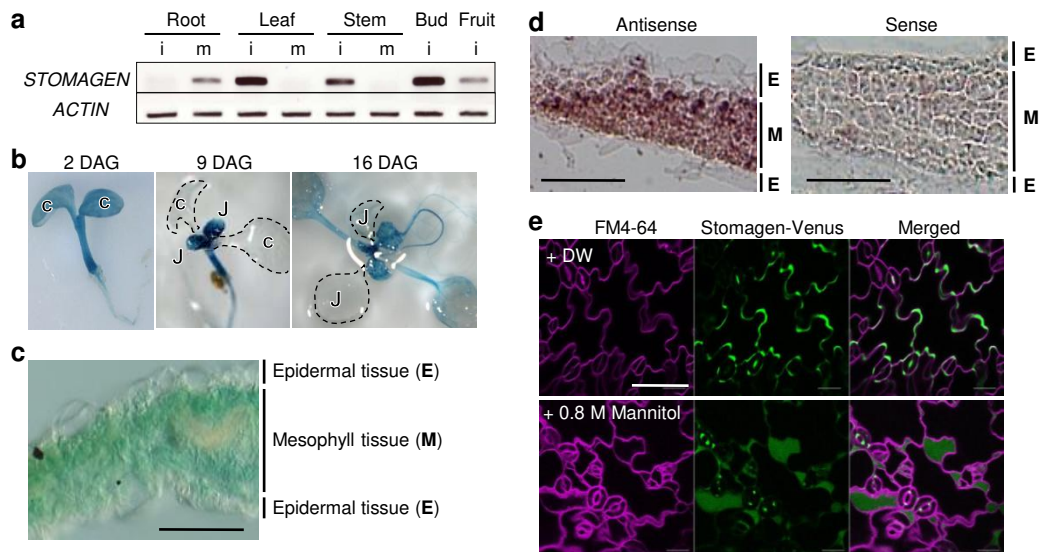 a
Root Leaf Stem Bud Fruit
i m i m i m i i
STOMAGEN
ACTIN
b
2 DAG 9 DAG 16 DAG
c c
c c J J
J J
c
Epidermal tissue (E)
Mesophyll tissue (M)
Epidermal tissue (E)
d
Antisense Sense
E
M
E
E
M
E
e
FM4-64 Stomagen-Venus Merged
+ DW
+ 0.8 M Mannitol